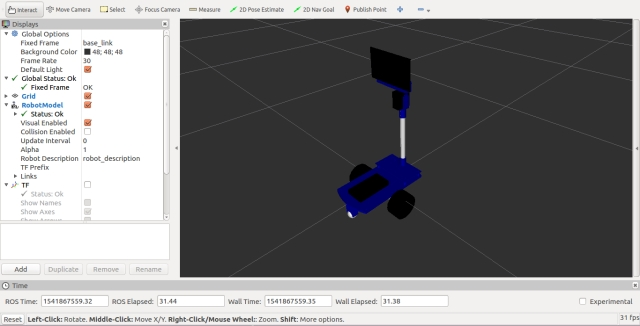 Interact Move Camera Select Focus Camera Measure 2D Pose Estimate 2D Nav Goal Publish Point
Displays
Global Options
Fixed Frame base_link
Background Color 48; 48; 48
Frame Rate 30
Default Light
Global Status: Ok
Fixed Frame OK
Grid
RobotModel
Status: Ok
Visual Enabled
Collision Enabled
Update Interval 0
Alpha 1
Robot Description robot_description
TF Prefix
Links
TF
Status: Ok
Show Names
Show Axes
Add Duplicate Remove Rename
Time
ROS Time: 1541867559.32 ROS Elapsed: 31.44 Wall Time: 1541867559.35 Wall Elapsed: 31.38 Experimental
Reset Left-Click: Rotate. Middle-Click: Move X/Y. Right-Click/Mouse Wheel:: Zoom. Shift: More options. 31 fps